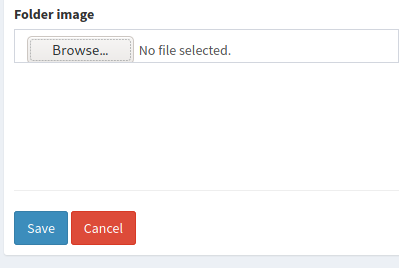 Folder image
Browse... No file selected.
Save Cancel